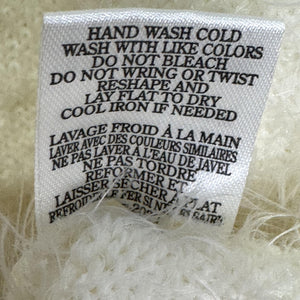 HAND WASH COLD
WASH WITH LIKE COLORS
DO NOT BLEACH
DO NOT WRING OR TWIST
RESHAPE AND
LAY FLAT TO DRY
COOL IRON IF NEEDED
LAVAGE FROID À LA MAIN
LAVER AVEC DES COULEURS SIMILAIRES
NE PAS LAVER À L'EAU DE JAVEL
NE PAS TORDRE
REFORMER ET
LAISSER SÉCHER À PLAT
FER SI